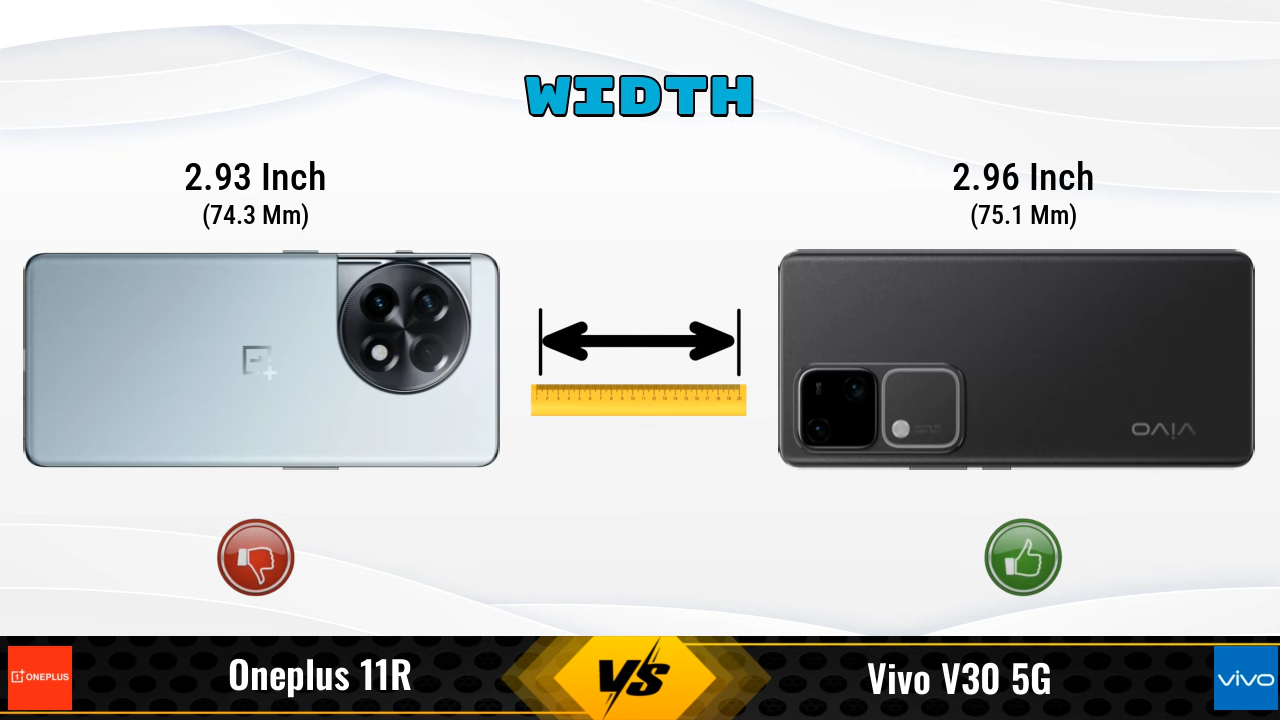 WIDTH
2.93 Inch
(74.3 Mm)
2.96 Inch
(75.1 Mm)
vivo
ONEPLUS
Oneplus 11R
VS
Vivo V30 5G
vivo